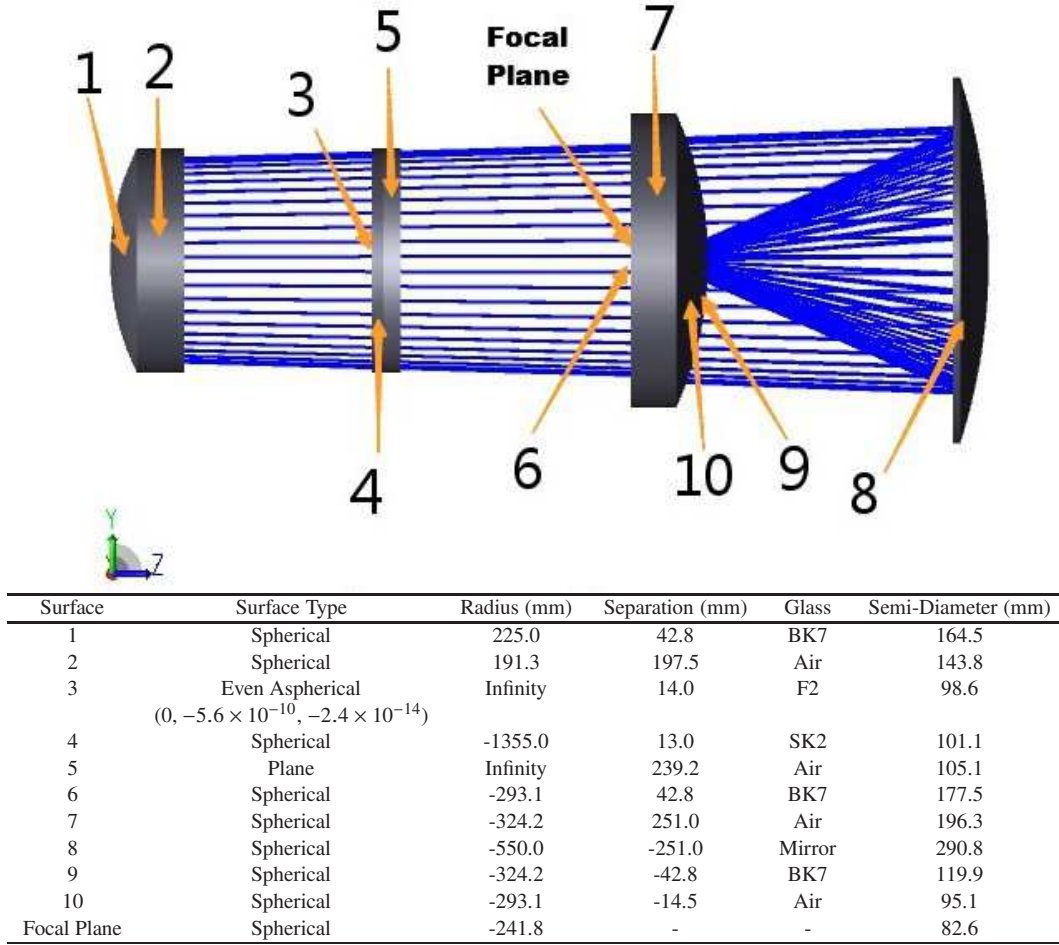 1 2 3 5 Focal Plane 7
4 6 10 9 8
Y
Z
Surface Surface Type Radius (mm) Separation (mm) Glass Semi-Diameter (mm)
1 Spherical 225.0 42.8 BK7 164.5
2 Spherical 191.3 197.5 Air 143.8
3 Even Aspherical Infinity 14.0 F2 98.6
(0, −5.6 × 10⁻¹⁰, −2.4 × 10⁻¹⁴)
4 Spherical -1355.0 13.0 SK2 101.1
5 Plane Infinity 239.2 Air 105.1
6 Spherical -293.1 42.8 BK7 177.5
7 Spherical -324.2 251.0 Air 196.3
8 Spherical -550.0 -251.0 Mirror 290.8
9 Spherical -324.2 -42.8 BK7 119.9
10 Spherical -293.1 -14.5 Air 95.1
Focal Plane Spherical -241.8 - - 82.6